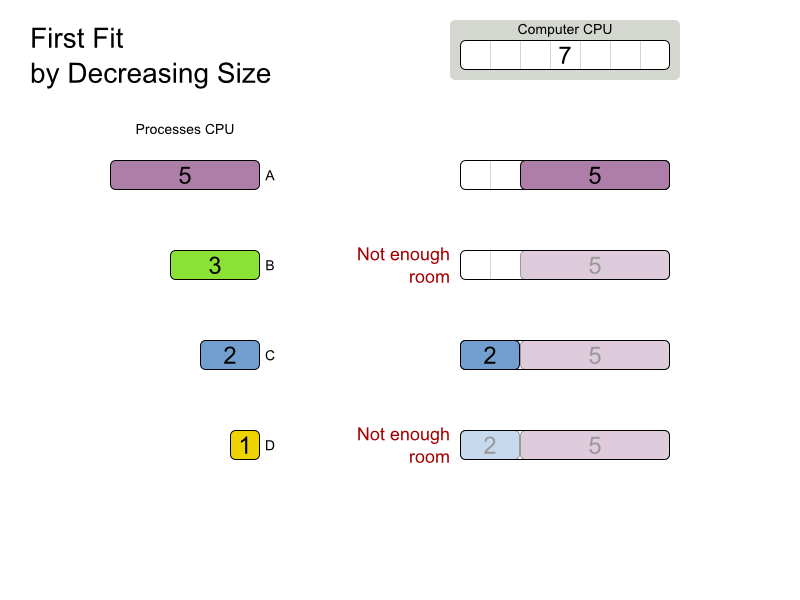 First Fit
by Decreasing Size
Computer CPU
7
Processes CPU
5 A 5
3 B Not enough room 5
2 C 2 5
1 D Not enough room 2 5